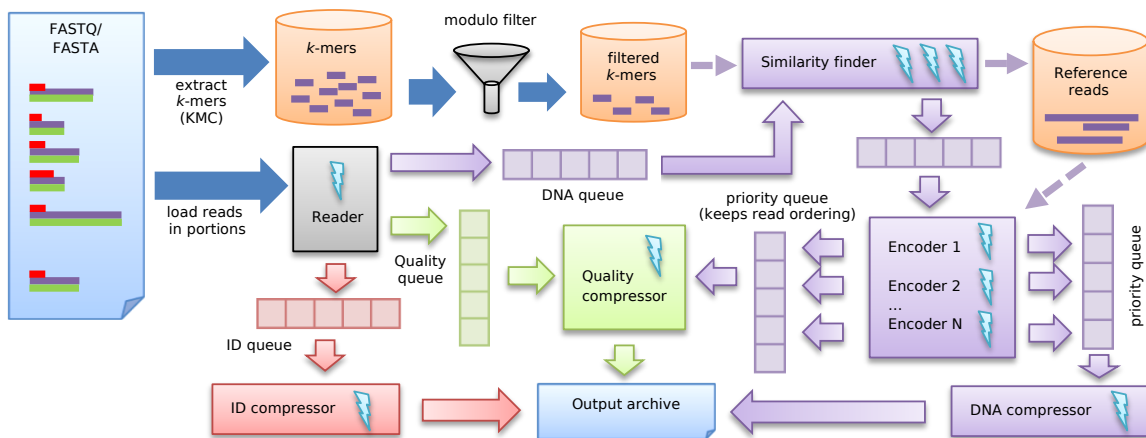 FASTQ/
FASTA
extract
k-mers
(KMC)
k-mers
modulo filter
filtered
k-mers
Similarity finder
Reference
reads
load reads
in portions
Reader
DNA queue
Quality
queue
priority queue
(keeps read ordering)
Quality
compressor
Encoder 1
Encoder 2
...
Encoder N
priority queue
ID queue
ID compressor
Output archive
DNA compressor